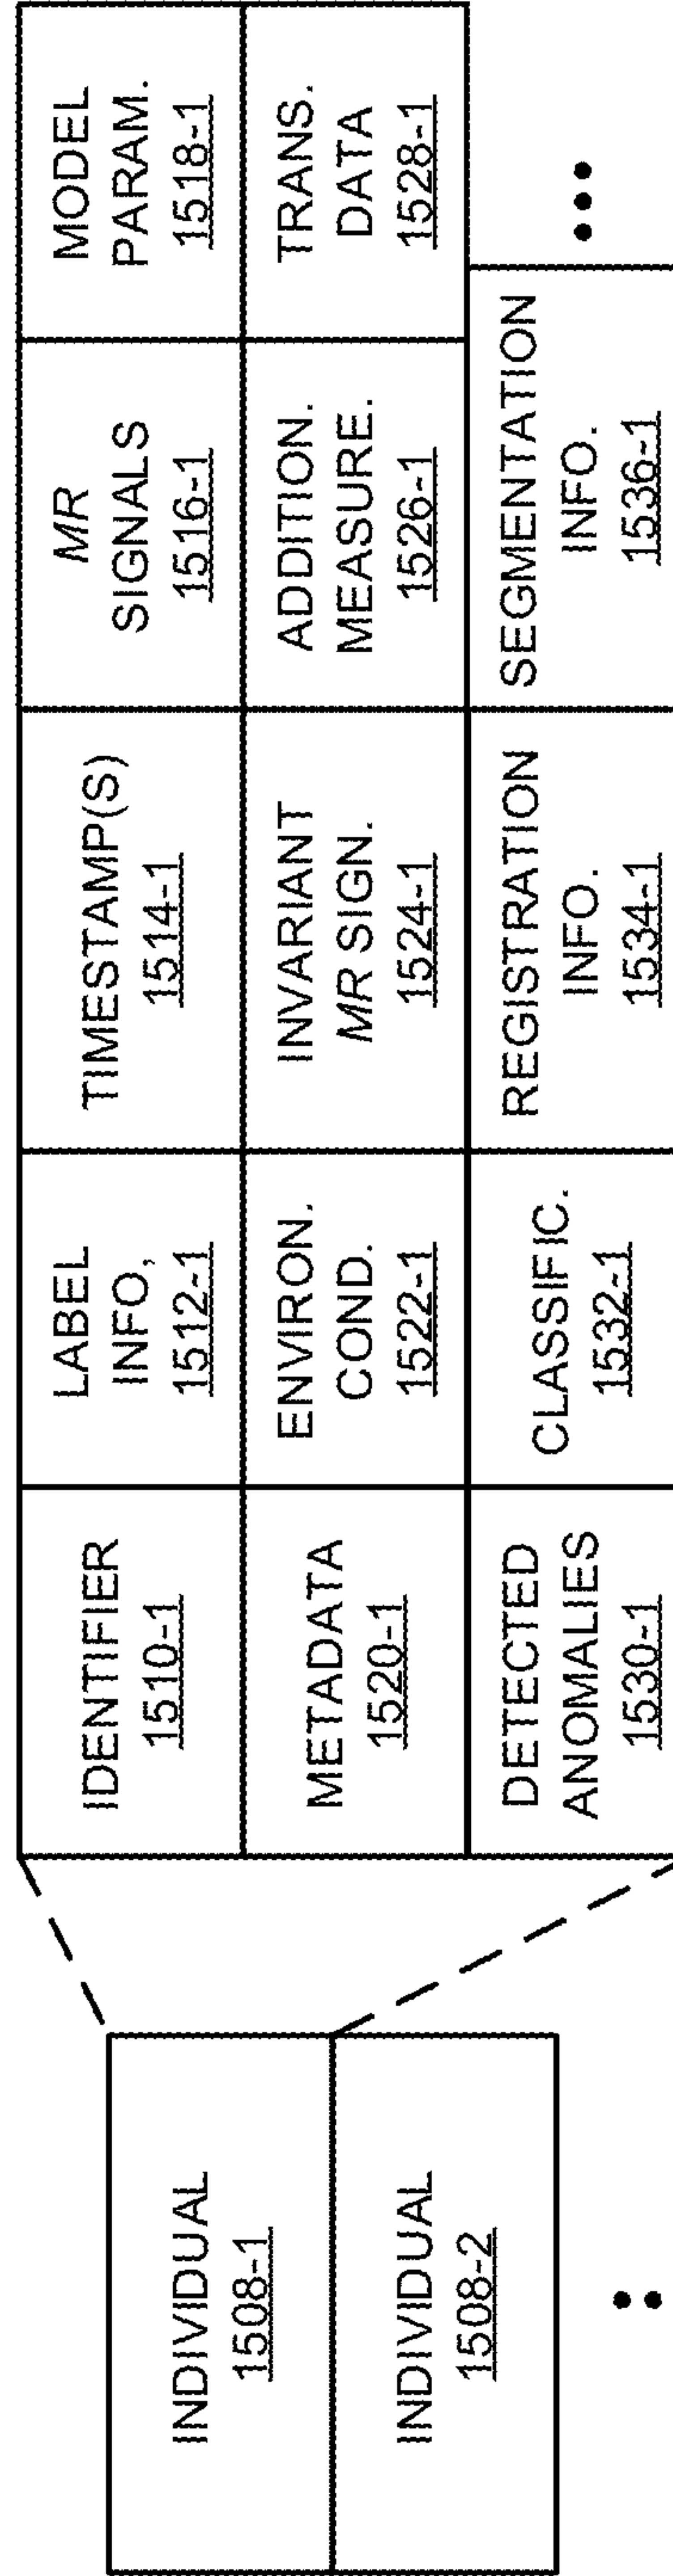 INDIVIDUAL
1508-1
INDIVIDUAL
1508-2
IDENTIFIER
1510-1
LABEL
INFO,
1512-1
TIMESTAMP(S)
1514-1
MR
SIGNALS
1516-1
MODEL
PARAM.
1518-1
METADATA
1520-1
ENVIRON.
COND.
1522-1
INVARIANT
MR SIGN.
1524-1
ADDITION.
MEASURE.
1526-1
TRANS.
DATA
1528-1
DETECTED
ANOMALIES
1530-1
CLASSIFIC.
1532-1
REGISTRATION
INFO.
1534-1
SEGMENTATION
INFO.
1536-1